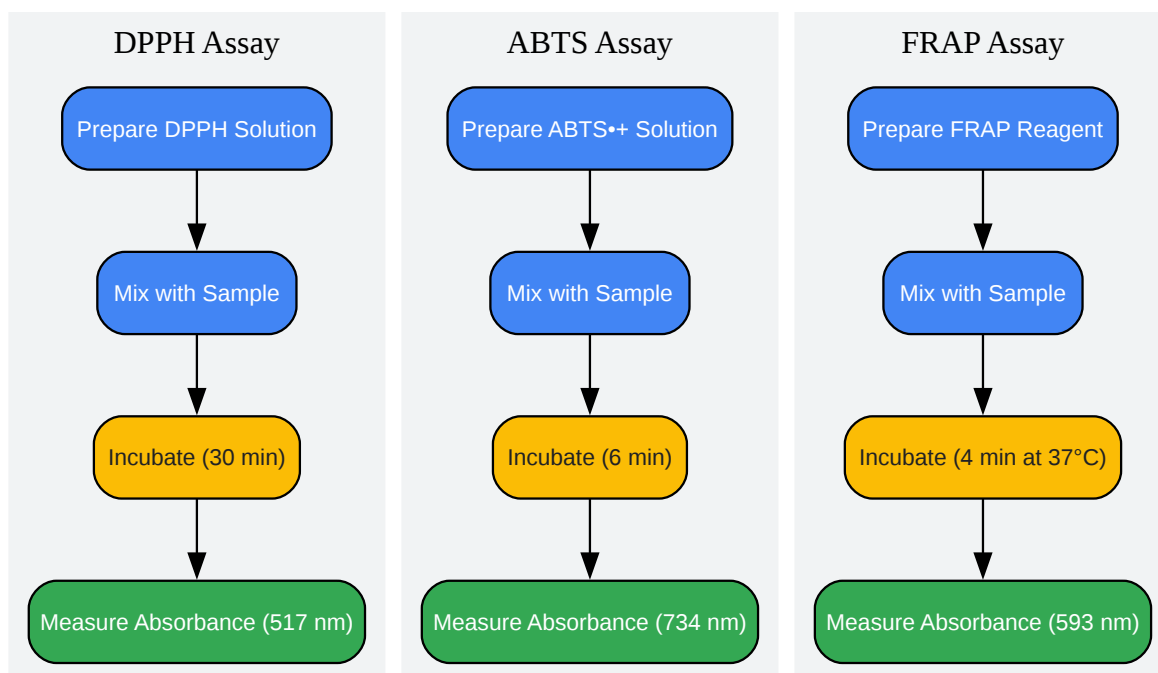 DPPH Assay
Prepare DPPH Solution
Mix with Sample
Incubate (30 min)
Measure Absorbance (517 nm)
ABTS Assay
Prepare ABTS•+ Solution
Mix with Sample
Incubate (6 min)
Measure Absorbance (734 nm)
FRAP Assay
Prepare FRAP Reagent
Mix with Sample
Incubate (4 min at 37°C)
Measure Absorbance (593 nm)